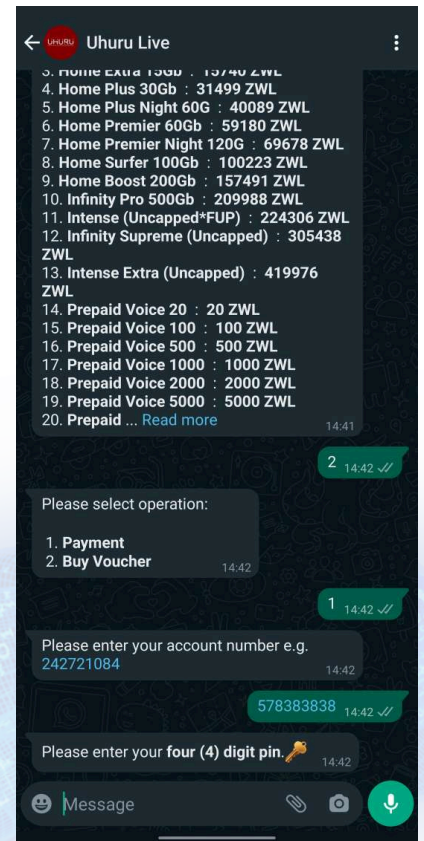 UHURU
Uhuru Live
3. Home Extra 15Gb : 15740 ZWL
4. Home Plus 30Gb : 31499 ZWL
5. Home Plus Night 60G : 40089 ZWL
6. Home Premier 60Gb : 59180 ZWL
7. Home Premier Night 120G : 69678 ZWL
8. Home Surfer 100Gb : 100223 ZWL
9. Home Boost 200Gb : 157491 ZWL
10. Infinity Pro 500Gb : 209988 ZWL
11. Intense (Uncapped*FUP) : 224306 ZWL
12. Infinity Supreme (Uncapped) : 305438
ZWL
13. Intense Extra (Uncapped) : 419976
ZWL
14. Prepaid Voice 20 : 20 ZWL
15. Prepaid Voice 100 : 100 ZWL
16. Prepaid Voice 500 : 500 ZWL
17. Prepaid Voice 1000 : 1000 ZWL
18. Prepaid Voice 2000 : 2000 ZWL
19. Prepaid Voice 5000 : 5000 ZWL
20. Prepaid ... Read more
14:41
2 14:42
Please select operation:
1. Payment
2. Buy Voucher
14:42
1 14:42
Please enter your account number e.g.
242721084
14:42
578383838 14:42
Please enter your four (4) digit pin.🔑
14:42
Message